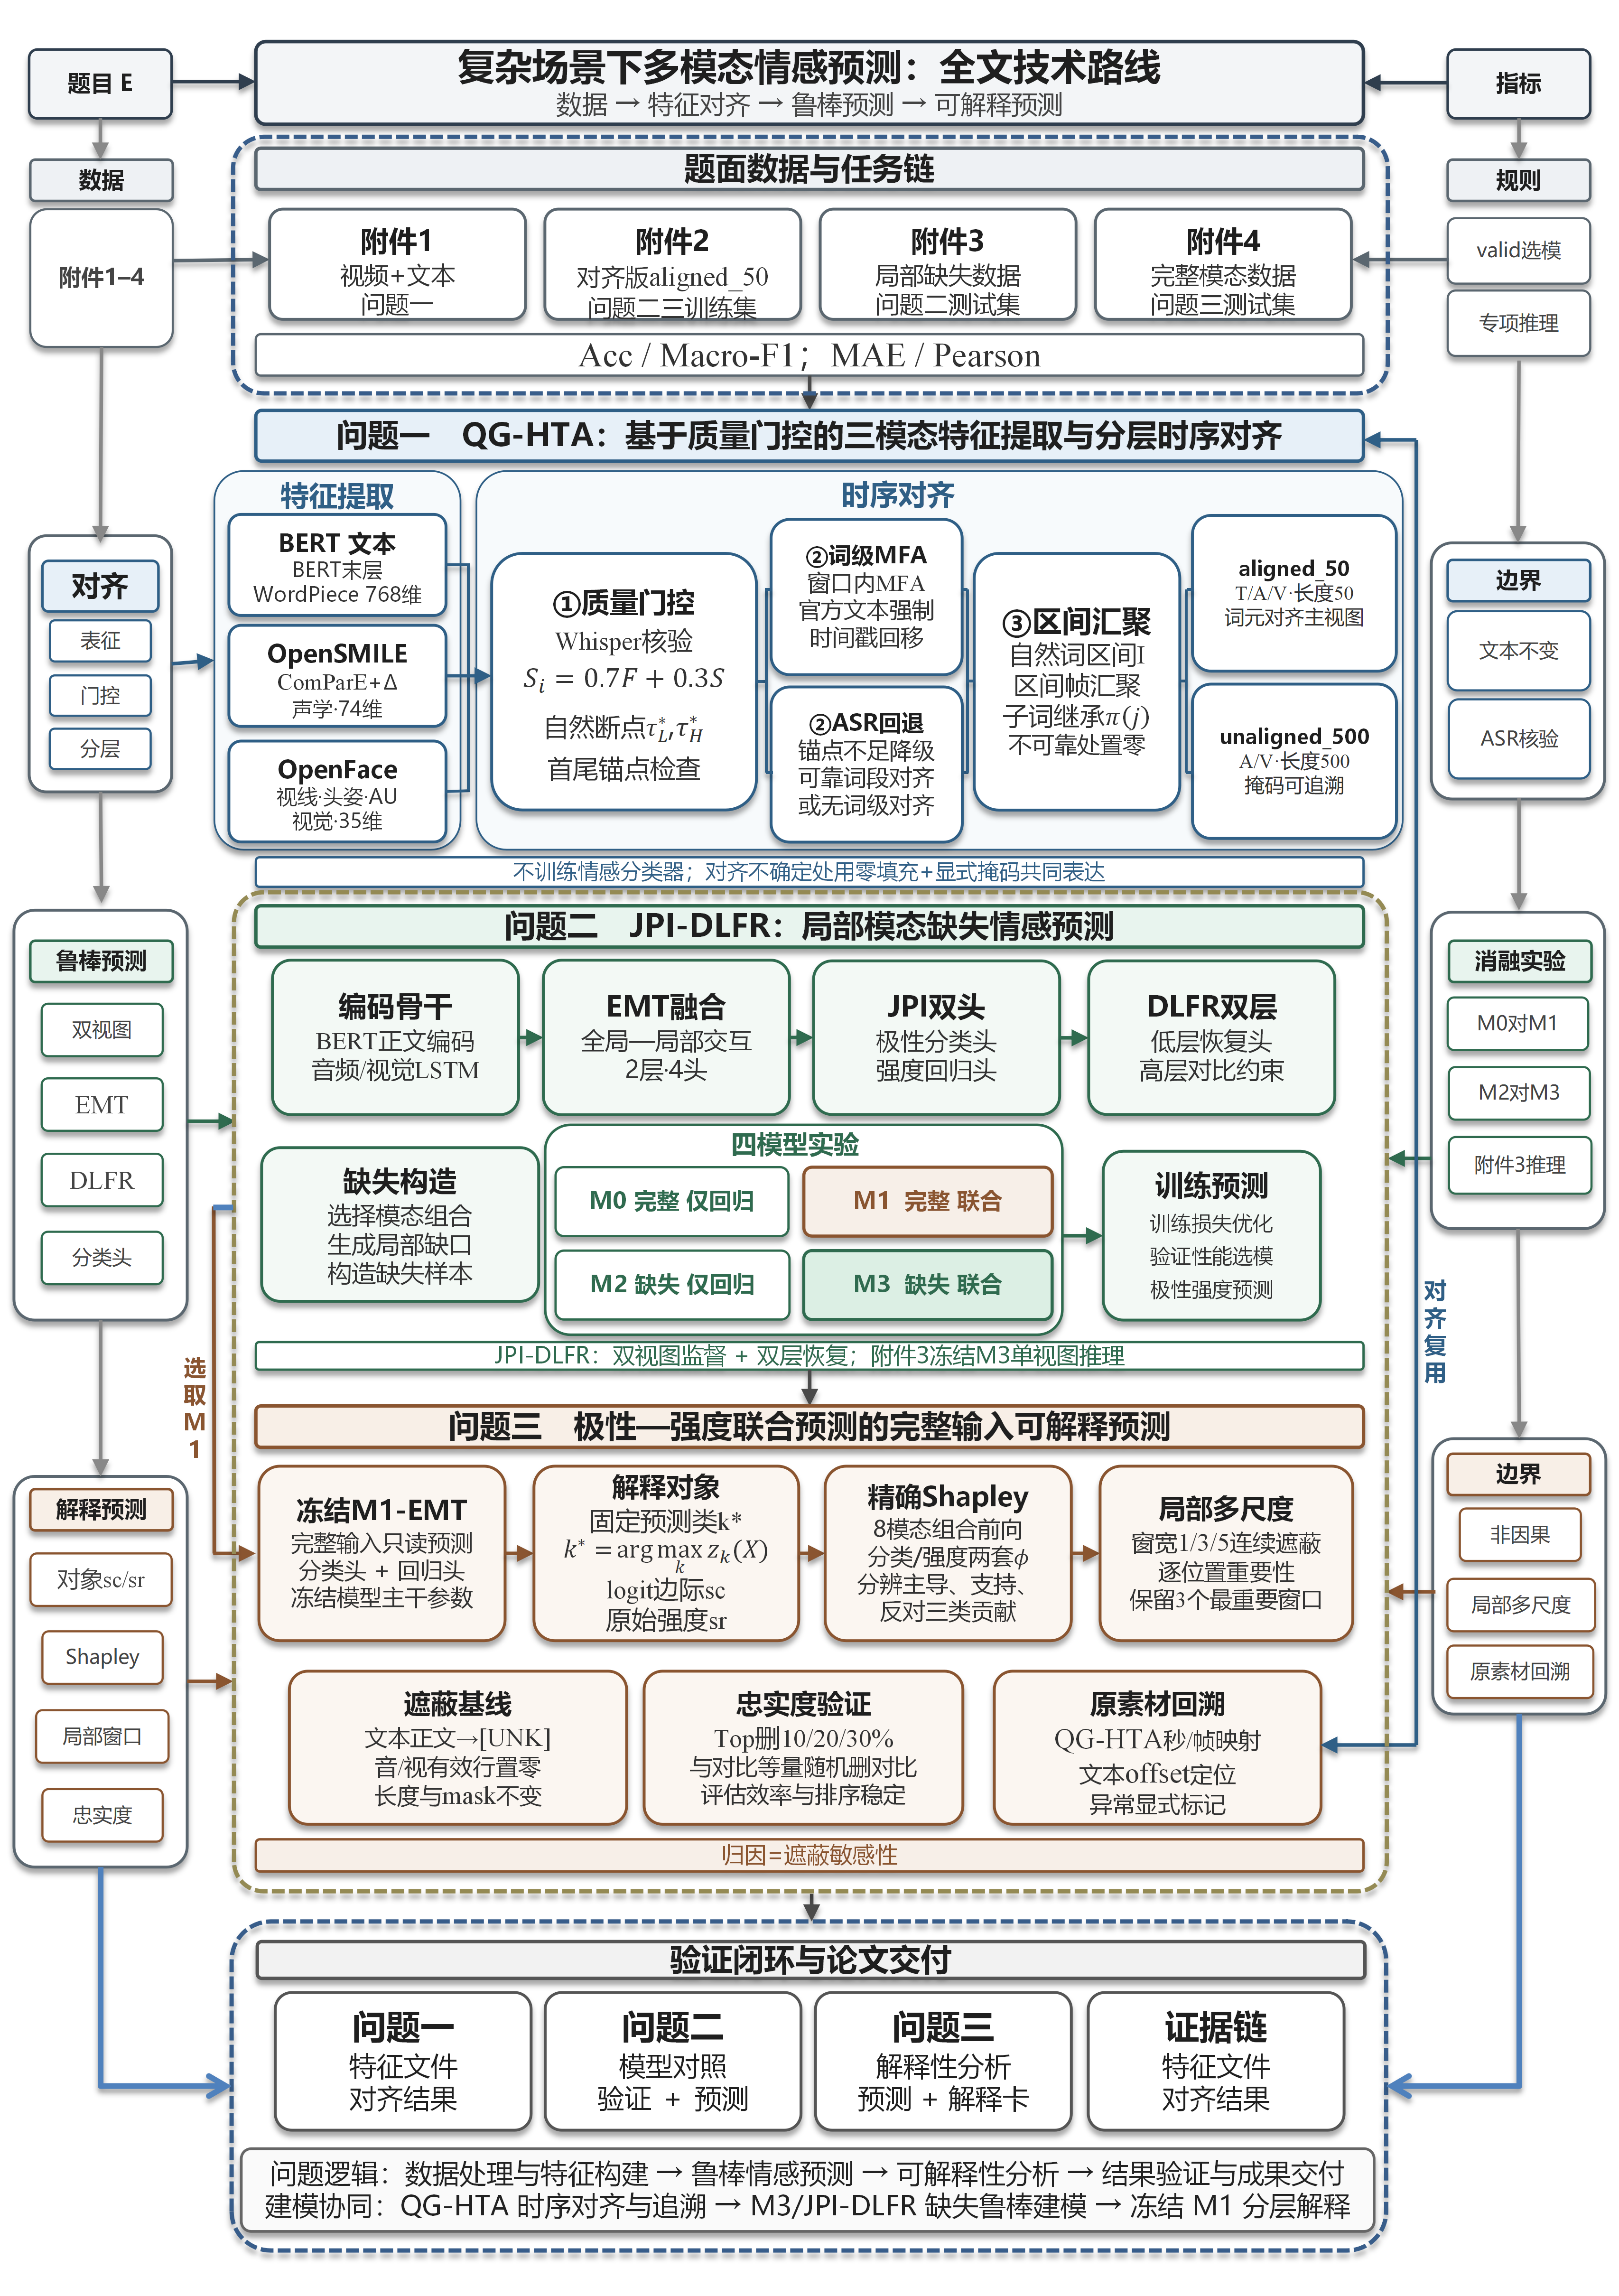 题目 E
复杂场景下多模态情感预测：全文技术路线
数据 → 特征对齐 → 鲁棒预测 → 可解释预测
指标
数据
附件1–4
规则
valid选模
专项推理
题面数据与任务链
附件1
视频+文本
问题一
附件2
对齐版aligned_50
问题二三训练集
附件3
局部缺失数据
问题二测试集
附件4
完整模态数据
问题三测试集
Acc / Macro-F1；MAE / Pearson
问题一 QG-HTA：基于质量门控的三模态特征提取与分层时序对齐
对齐
表征
门控
分层
特征提取
BERT 文本
BERT末层
WordPiece 768维
OpenSMILE
ComParE+Δ
声学·74维
OpenFace
视线·头姿·AU
视觉·35维
时序对齐
①质量门控
Whisper核验
$S_i = 0.7F + 0.3S$
自然断点$\tau_L^*,\tau_H^*$
首尾锚点检查
②词级MFA
窗口内MFA
官方文本强制
时间戳回移
②ASR回退
锚点不足降级
可靠词段对齐
或无词级对齐
③区间汇聚
自然词区间I
区间帧汇聚
子词继承π(j)
不可靠处置零
aligned_50
T/A/V·长度50
词元对齐主视图
unaligned_500
A/V·长度500
掩码可追溯
边界
文本不变
ASR核验
不训练情感分类器；对齐不确定处用零填充+显式掩码共同表达
鲁棒预测
双视图
EMT
DLFR
分类头
问题二 JPI-DLFR：局部模态缺失情感预测
编码骨干
BERT正文编码
音频/视觉LSTM
EMT融合
全局—局部交互
2层·4头
JPI双头
极性分类头
强度回归头
DLFR双层
低层恢复头
高层对比约束
缺失构造
选择模态组合
生成局部缺口
构造缺失样本
四模型实验
M0 完整 仅回归
M1 完整 联合
M2 缺失 仅回归
M3 缺失 联合
训练预测
训练损失优化
验证性能选模
极性强度预测
JPI-DLFR：双视图监督 + 双层恢复；附件3冻结M3单视图推理
消融实验
M0对M1
M2对M3
附件3推理
选取M1
对齐复用
解释预测
对象sc/sr
Shapley
局部窗口
忠实度
问题三 极性—强度联合预测的完整输入可解释预测
冻结M1-EMT
完整输入只读预测
分类头 + 回归头
冻结模型主干参数
解释对象
固定预测类k*
$k^* = \arg\max_k z_k(X)$
logit边际sc
原始强度sr
精确Shapley
8模态组合前向
分类/强度两套ϕ
分辨主导、支持、
反对三类贡献
局部多尺度
窗宽1/3/5连续遮蔽
逐位置重要性
保留3个最重要窗口
遮蔽基线
文本正文→[UNK]
音/视有效行置零
长度与mask不变
忠实度验证
Top删10/20/30%
与对比等量随机删对比
评估效率与排序稳定
原素材回溯
QG-HTA秒/帧映射
文本offset定位
异常显式标记
归因=遮蔽敏感性
边界
非因果
局部多尺度
原素材回溯
验证闭环与论文交付
问题一
特征文件
对齐结果
问题二
模型对照
验证 + 预测
问题三
解释性分析
预测 + 解释卡
证据链
特征文件
对齐结果
问题逻辑：数据处理与特征构建 → 鲁棒情感预测 → 可解释性分析 → 结果验证与成果交付
建模协同：QG-HTA 时序对齐与追溯 → M3/JPI-DLFR 缺失鲁棒建模 → 冻结 M1 分层解释